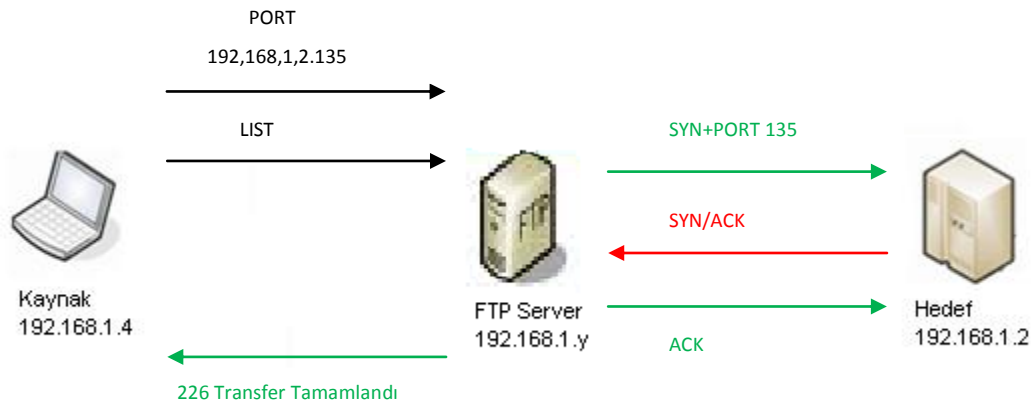 PORT
192,168,1,2.135
LIST
SYN+PORT 135
SYN/ACK
ACK
FTP
Kaynak
192.168.1.4
FTP Server
192.168.1.y
Hedef
192.168.1.2
226 Transfer Tamamlandı